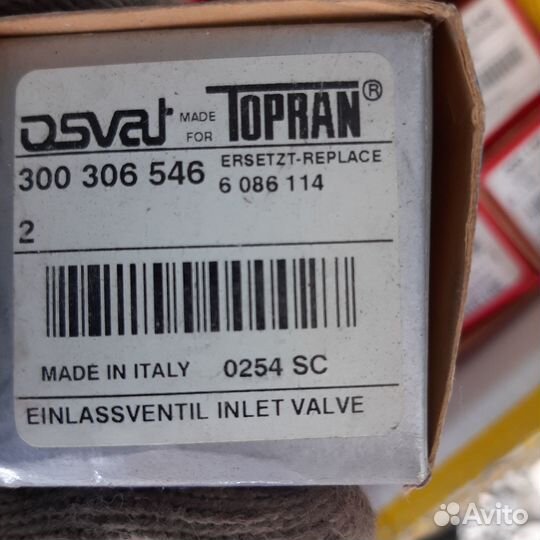 osvat MADE FOR TOPRAN®
300 306 546 ERSETZT-REPLACE
6 086 114
2
MADE IN ITALY 0254 SC
EINLASSVENTIL INLET VALVE
Avito